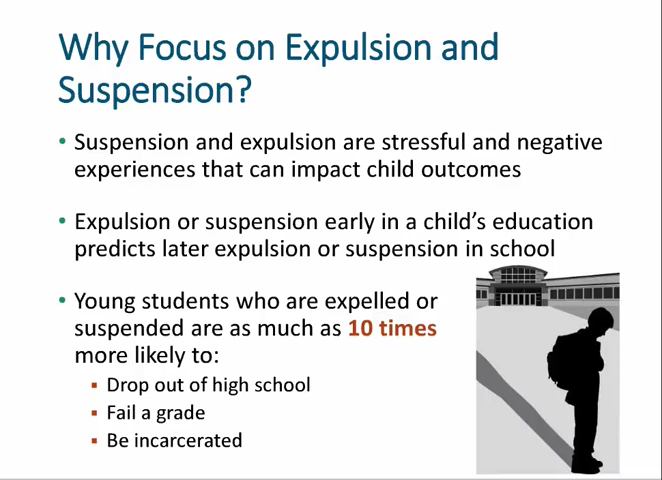 Why Focus on Expulsion and
Suspension?
• Suspension and expulsion are stressful and negative
experiences that can impact child outcomes
• Expulsion or suspension early in a child's education
predicts later expulsion or suspension in school
• Young students who are expelled or
suspended are as much as 10 times
more likely to:
▪ Drop out of high school
▪ Fail a grade
▪ Be incarcerated